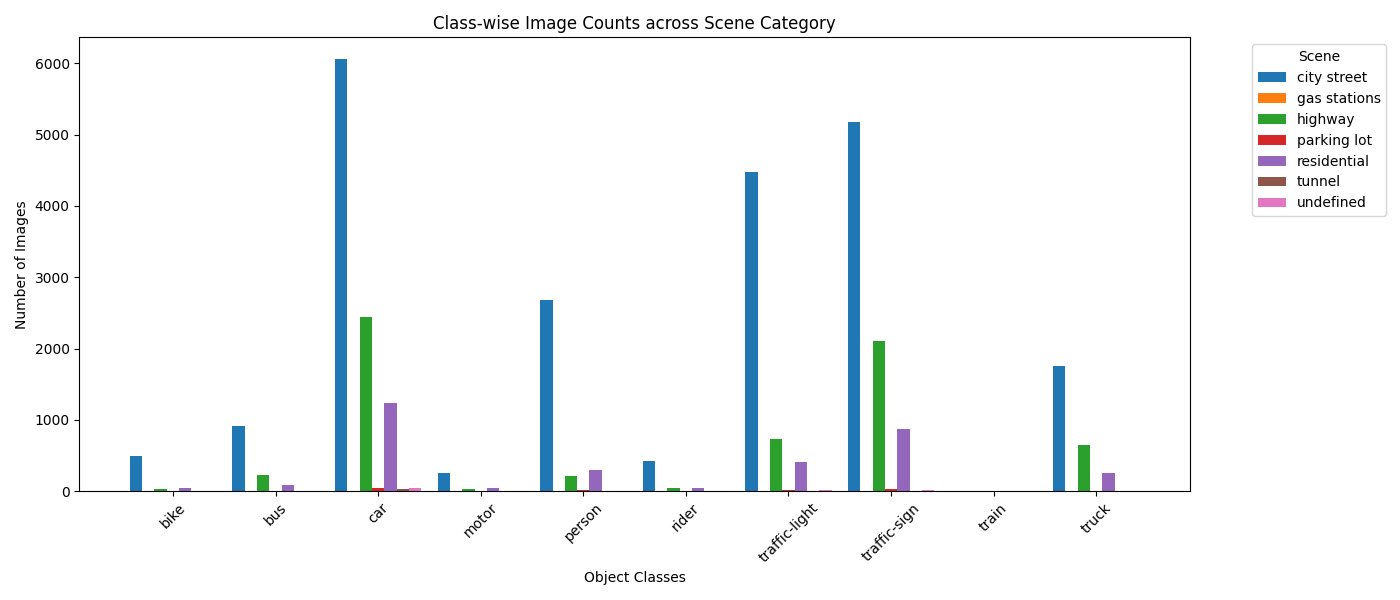 Class-wise Image Counts across Scene Category
Number of Images
6000
5000
4000
3000
2000
1000
0
bike
bus
car
motor
person
rider
traffic-light
traffic-sign
train
truck
Object Classes
Scene
city street
gas stations
highway
parking lot
residential
tunnel
undefined